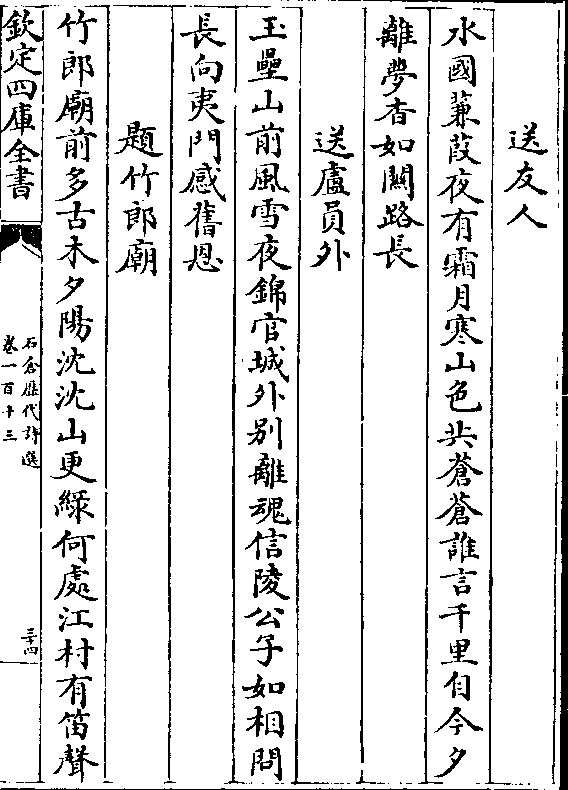 送友人
水國蒹葭夜有霜月寒山色共蒼蒼誰言千里自今夕
離夢杳如關路長
送盧員外
玉壘山前風雪夜錦官城外别離魂信陵公子如相問
長向夷門感舊恩
題竹郎廟
竹郎廟前多古木夕陽沈沈山更綠何處江村有笛聲
欽定四庫全書
石倉歷代詩選
卷一百十三
三十四